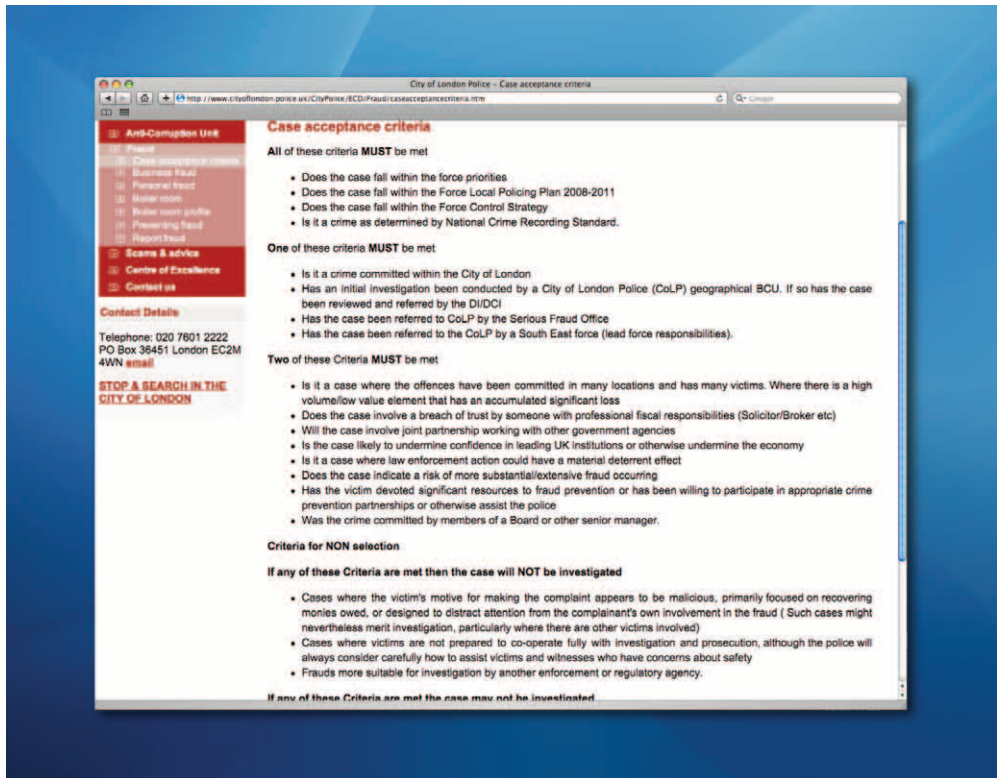 City of London Police – Case acceptance criteria
http://www.cityoflondon.police.uk/CityPolice/ECD/Fraud/caseacceptancecriteria.htm
Google
Anti-Corruption Unit
Fraud
Case acceptance criteria
Business fraud
Personal fraud
Boiler room
Boiler room profile
Preventing fraud
Report fraud
Scams & advice
Centre of Excellence
Contact us
Contact Details
Telephone: 020 7601 2222
PO Box 36451 London EC2M
4WN email
STOP & SEARCH IN THE
CITY OF LONDON
Case acceptance criteria
All of these criteria MUST be met
• Does the case fall within the force priorities
• Does the case fall within the Force Local Policing Plan 2008-2011
• Does the case fall within the Force Control Strategy
• Is it a crime as determined by National Crime Recording Standard.
One of these criteria MUST be met
• Is it a crime committed within the City of London
• Has an initial investigation been conducted by a City of London Police (CoLP) geographical BCU. If so has the case
been reviewed and referred by the DI/DCI
• Has the case been referred to CoLP by the Serious Fraud Office
• Has the case been referred to the CoLP by a South East force (lead force responsibilities).
Two of these Criteria MUST be met
• Is it a case where the offences have been committed in many locations and has many victims. Where there is a high
volume/low value element that has an accumulated significant loss
• Does the case involve a breach of trust by someone with professional fiscal responsibilities (Solicitor/Broker etc)
• Will the case involve joint partnership working with other government agencies
• Is the case likely to undermine confidence in leading UK institutions or otherwise undermine the economy
• Is it a case where law enforcement action could have a material deterrent effect
• Does the case indicate a risk of more substantial/extensive fraud occurring
• Has the victim devoted significant resources to fraud prevention or has been willing to participate in appropriate crime
prevention partnerships or otherwise assist the police
• Was the crime committed by members of a Board or other senior manager.
Criteria for NON selection
If any of these Criteria are met then the case will NOT be investigated
• Cases where the victim's motive for making the complaint appears to be malicious, primarily focused on recovering
monies owed, or designed to distract attention from the complainant's own involvement in the fraud ( Such cases might
nevertheless merit investigation, particularly where there are other victims involved)
• Cases where victims are not prepared to co-operate fully with investigation and prosecution, although the police will
always consider carefully how to assist victims and witnesses who have concerns about safety
• Frauds more suitable for investigation by another enforcement or regulatory agency.
If any of these Criteria are met the case may not be investigated